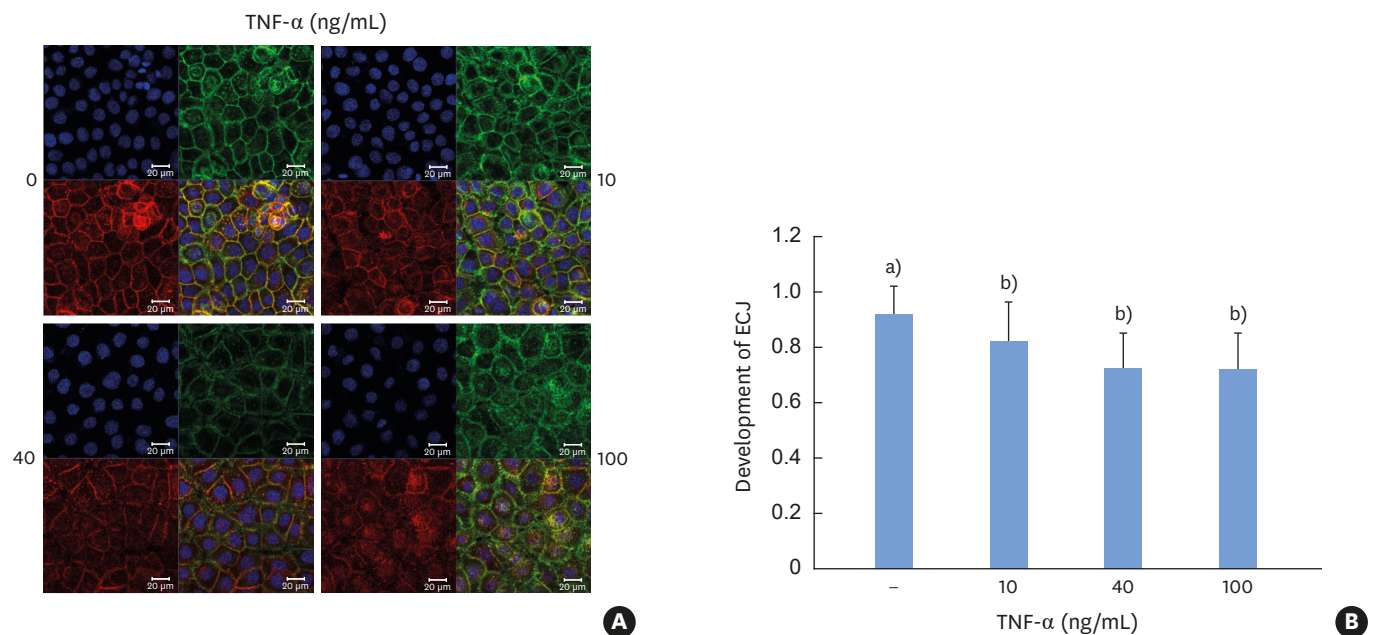 TNF-α (ng/mL)
20 µm 20 µm 20 µm 20 µm
0 10
20 µm 20 µm 20 µm 20 µm
20 µm 20 µm 20 µm 20 µm
40 100
20 µm 20 µm 20 µm 20 µm
A
Development of ECJ
1.2
1.0
0.8
0.6
0.4
0.2
0
a) b) b) b)
– 10 40 100
TNF-α (ng/mL)
B